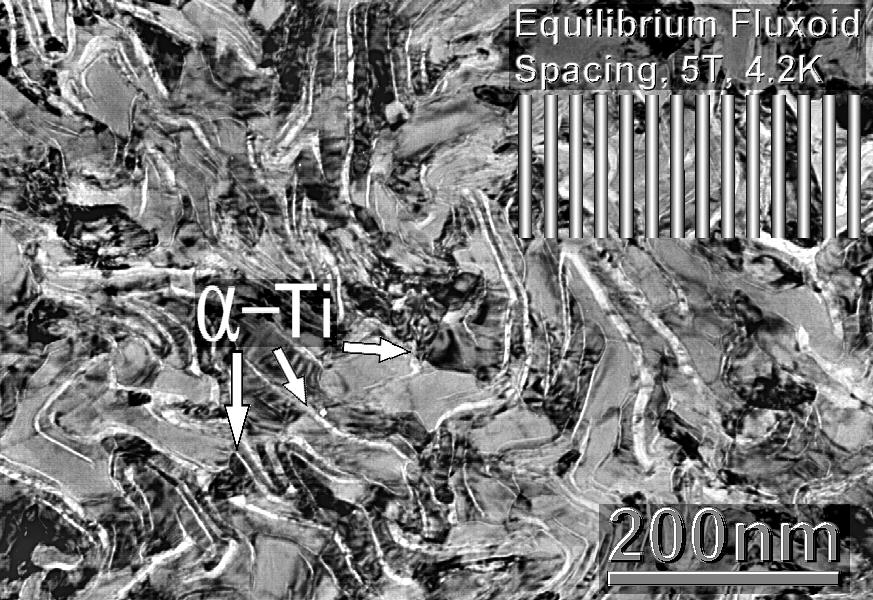 Equilibrium Fluxoid
Spacing, 5T, 4.2K
α-Ti
200nm